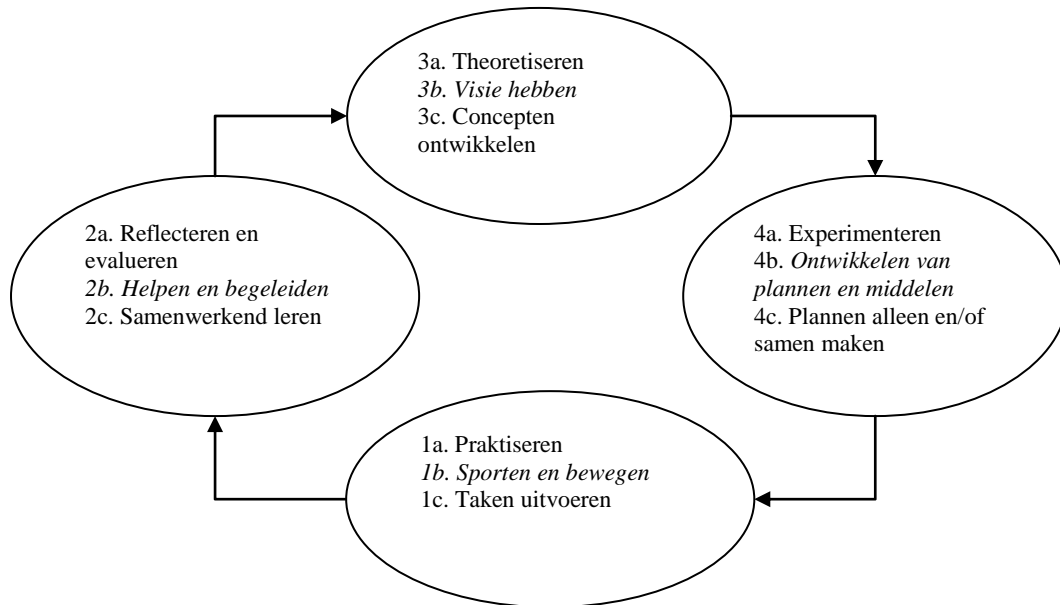 3a. Theoretiseren
3b. Visie hebben
3c. Concepten
ontwikkelen
2a. Reflecteren en
evalueren
2b. Helpen en begeleiden
2c. Samenwerkend leren
4a. Experimenteren
4b. Ontwikkelen van
plannen en middelen
4c. Plannen alleen en/of
samen maken
1a. Praktiseren
1b. Sporten en bewegen
1c. Taken uitvoeren